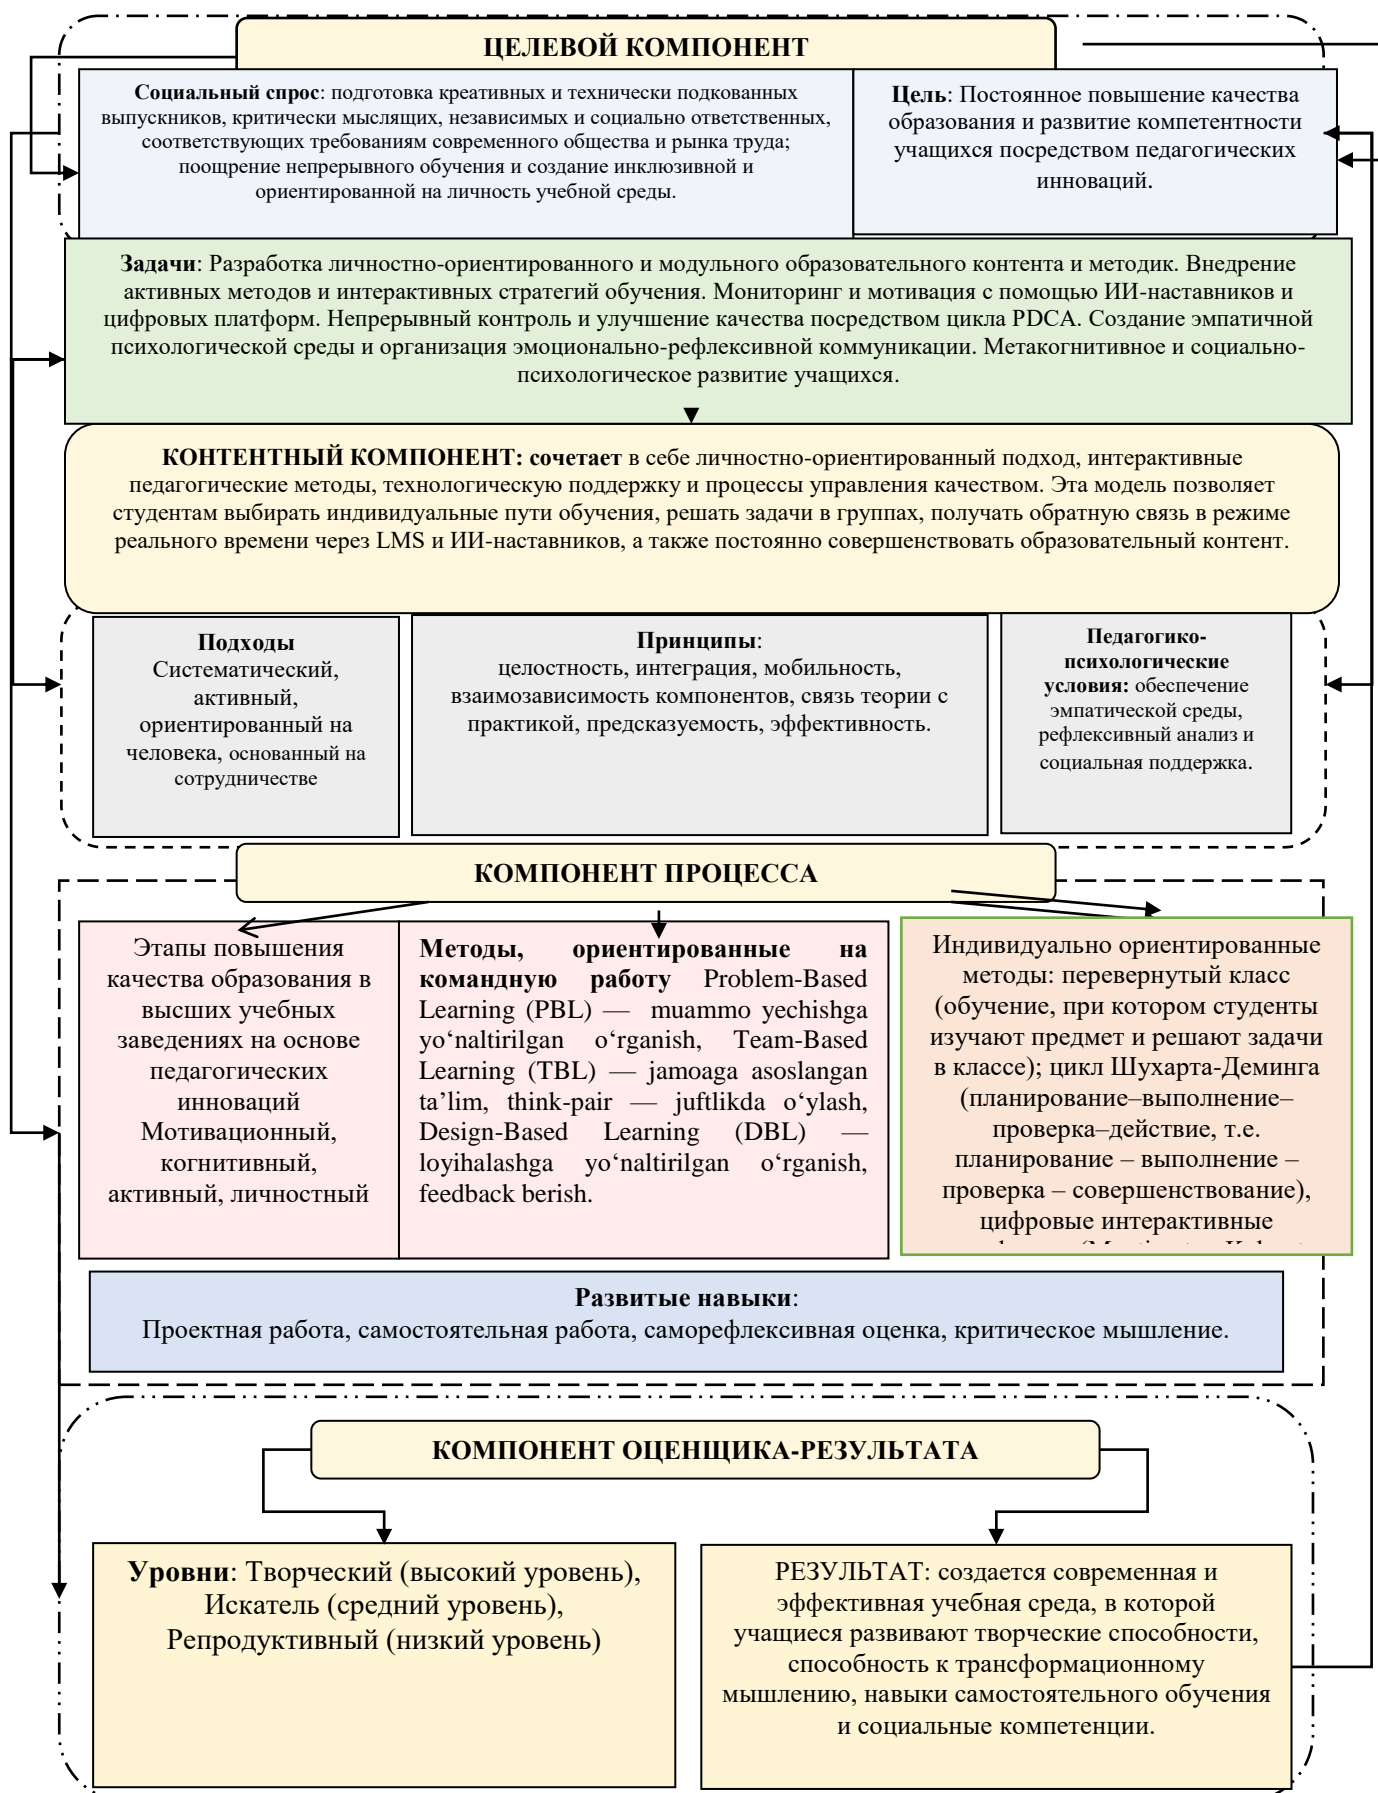 ЦЕЛЕВОЙ КОМПОНЕНТ
Социальный спрос: подготовка креативных и технически подкованных
выпускников, критически мыслящих, независимых и социально ответственных,
соответствующих требованиям современного общества и рынка труда;
поощрение непрерывного обучения и создание инклюзивной и
ориентированной на личность учебной среды.
Цель: Постоянное повышение качества
образования и развитие компетентности
учащихся посредством педагогических
инноваций.
Задачи: Разработка личностно-ориентированного и модульного образовательного контента и методик. Внедрение
активных методов и интерактивных стратегий обучения. Мониторинг и мотивация с помощью ИИ-наставников и
цифровых платформ. Непрерывный контроль и улучшение качества посредством цикла PDCA. Создание эмпатичной
психологической среды и организация эмоционально-рефлексивной коммуникации. Метакогнитивное и социально-
психологическое развитие учащихся.
КОНТЕНТНЫЙ КОМПОНЕНТ: сочетает в себе личностно-ориентированный подход, интерактивные
педагогические методы, технологическую поддержку и процессы управления качеством. Эта модель позволяет
студентам выбирать индивидуальные пути обучения, решать задачи в группах, получать обратную связь в режиме
реального времени через LMS и ИИ-наставников, а также постоянно совершенствовать образовательный контент.
Подходы
Систематический,
активный,
ориентированный на
человека, основанный на
сотрудничестве
Принципы:
целостность, интеграция, мобильность,
взаимозависимость компонентов, связь теории с
практикой, предсказуемость, эффективность.
Педагогико-
психологические
условия: обеспечение
эмпатической среды,
рефлексивный анализ и
социальная поддержка.
КОМПОНЕНТ ПРОЦЕССА
Этапы повышения
качества образования в
высших учебных
заведениях на основе
педагогических
инноваций
Мотивационный,
когнитивный,
активный, личностный
Методы, ориентированные на
командную работу Problem-Based
Learning (PBL) — muammo yechishga
yo‘naltirilgan o‘rganish, Team-Based
Learning (TBL) — jamoaga asoslangan
ta’lim, think-pair — juftlikda o‘ylash,
Design-Based Learning (DBL) —
loyihalashga yo‘naltirilgan o‘rganish,
feedback berish.
Индивидуально ориентированные
методы: перевернутый класс
(обучение, при котором студенты
изучают предмет и решают задачи
в классе); цикл Шухарта-Деминга
(планирование–выполнение–
проверка–действие, т.е.
планирование – выполнение –
проверка – совершенствование),
цифровые интерактивные
Развитые навыки:
Проектная работа, самостоятельная работа, саморефлексивная оценка, критическое мышление.
КОМПОНЕНТ ОЦЕНЩИКА-РЕЗУЛЬТАТА
Уровни: Творческий (высокий уровень),
Искатель (средний уровень),
Репродуктивный (низкий уровень)
РЕЗУЛЬТАТ: создается современная и
эффективная учебная среда, в которой
учащиеся развивают творческие способности,
способность к трансформационному
мышлению, навыки самостоятельного обучения
и социальные компетенции.